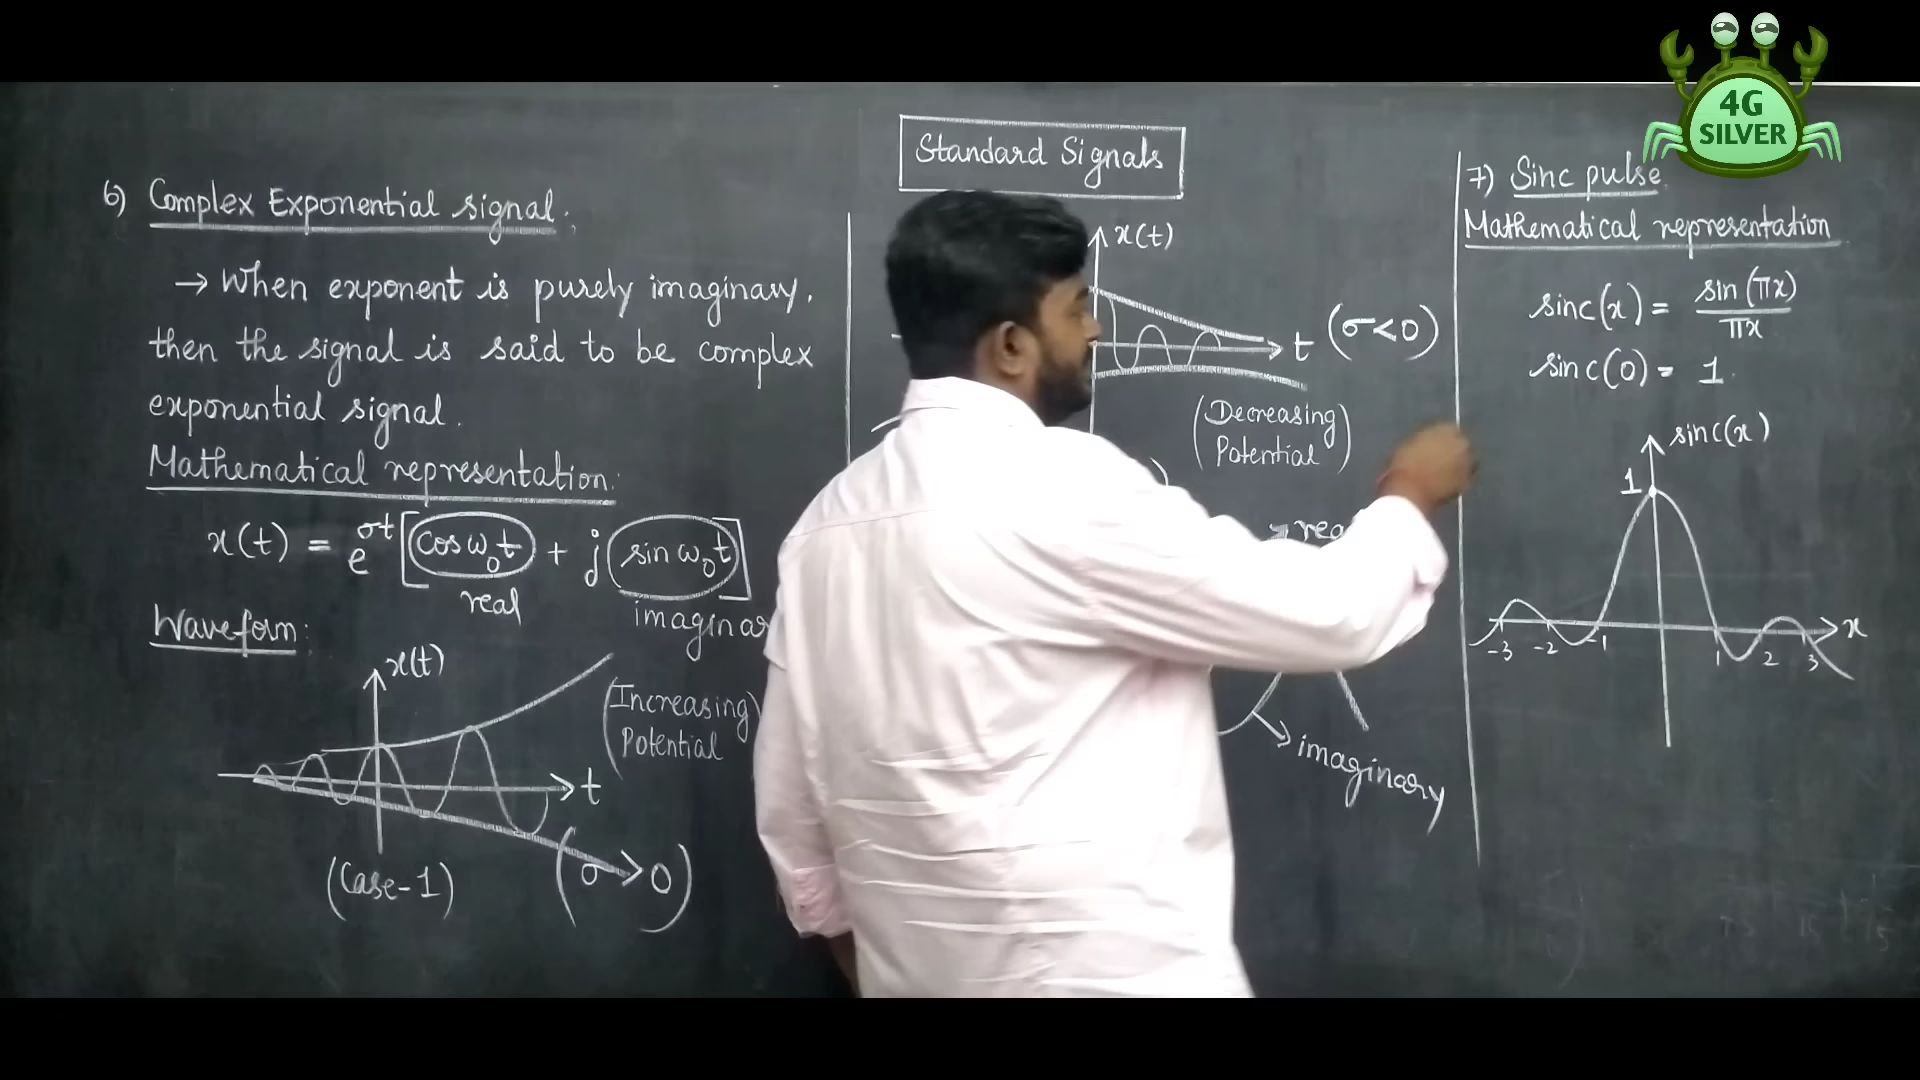 4G
SILVER
Standard Signals
6) Complex Exponential signal.
→ When exponent is purely imaginary,
then the signal is said to be complex
exponential signal.
Mathematical representation:
x(t) = e^σt [cos ω₀t + j sin ω₀t]
real
Waveform:
x(t)
(Increasing
Potential
t
(Case-1)
(σ > 0)
x(t)
t (σ<0)
(Decreasing
Potential)
imaginary
7) Sinc pulse
Mathematical representation
sinc(x) = sin(πx)/πx
sinc(0) = 1
sinc(x)
1
x
-3 -2 -1 1 2 3